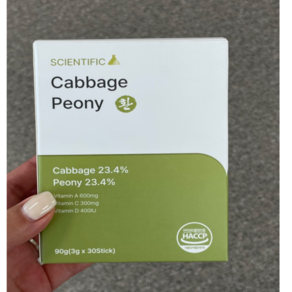 SCIENTIFIC
Cabbage
Peony 환
Cabbage 23.4%
Peony 23.4%
Vitamin A 600mg
Vitamin C 300mg
Vitamin D 400IU
90g(3g x 30Stick)
HACCP